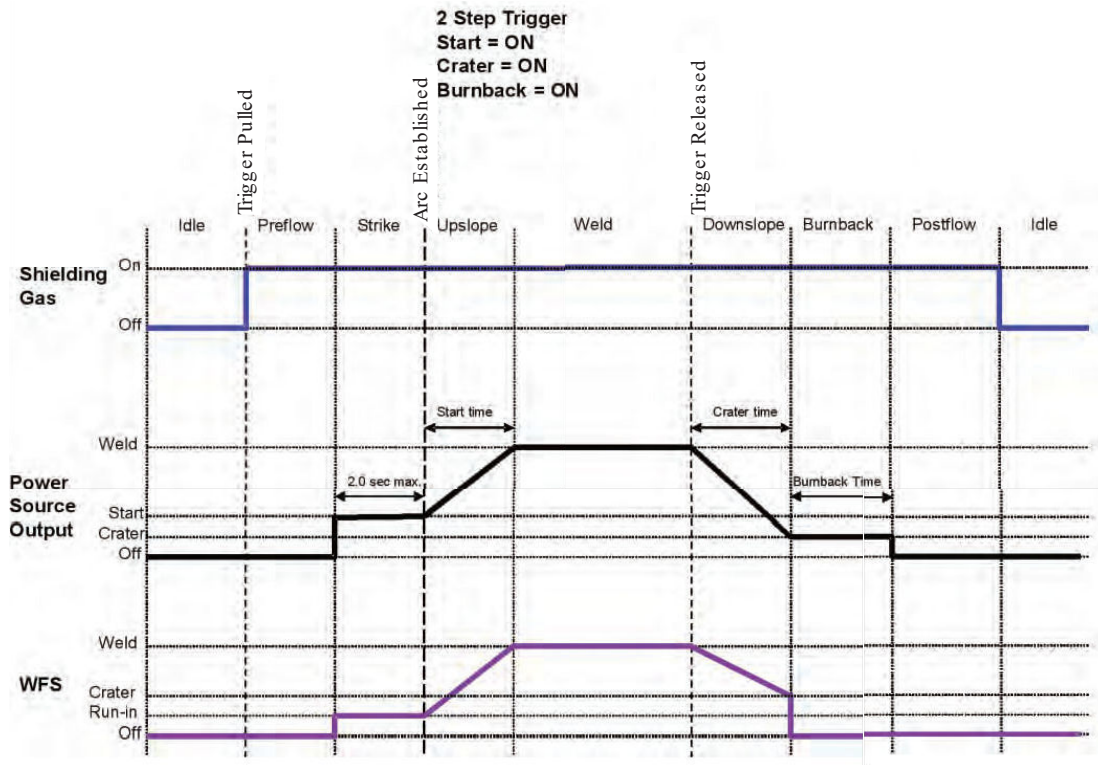 2 Step Trigger
Start = ON
Crater = ON
Burnback = ON
Trigger Pulled
Arc Established
Trigger Released
Idle
Preflow
Strike
Upslope
Weld
Downslope
Burnback
Postflow
Idle
Shielding
Gas
On
Off
Start time
Crater time
Weld
2.0 sec max.
Burnback Time
Power
Source
Output
Start
Crater
Off
Weld
WFS
Crater
Run-in
Off